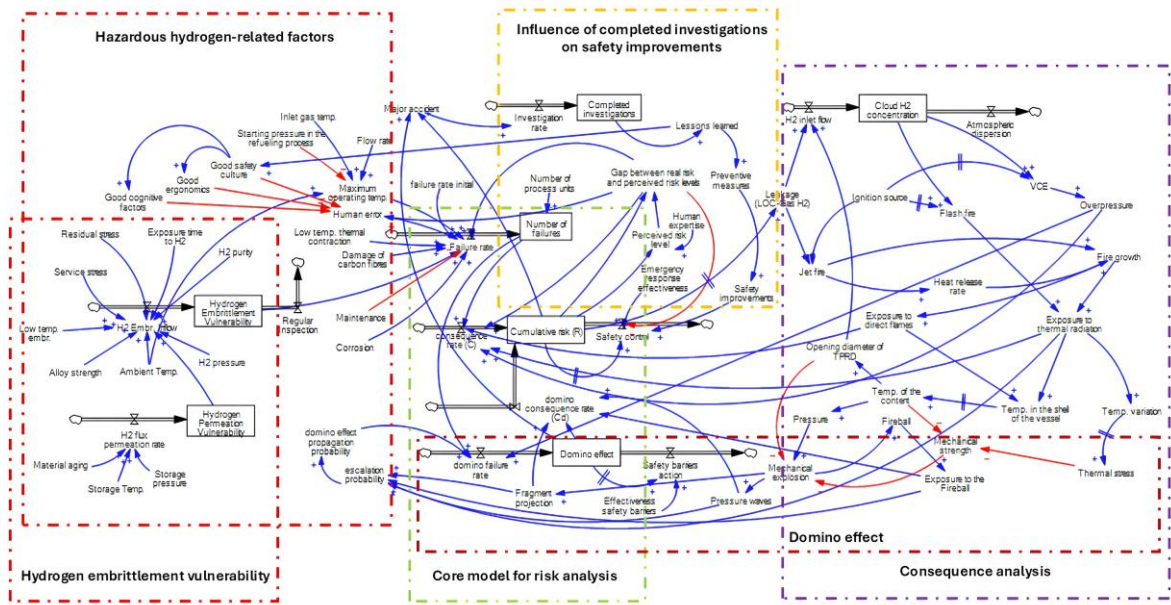 Hazardous hydrogen-related factors
Influence of completed investigations
on safety improvements
Inlet gas temp.
Starting pressure in the
refueling process
Flow rate
Good safety
culture
Good
ergonomics
Good cognitive
factors
Maximum
operating temp.
Human error
Low temp. thermal
contraction
Damage of
carbon fibres
Major accident
Investigation
rate
Completed
investigations
Lessons learned
Preventive
measures
failure rate inital
Number of
process units
Gap between real risk
and perceived risk levels
Number of
failures
Failure rate
Human
expertise
Perceived risk
level
Emergency
response
effectiveness
Safety
improvements
Leakage
(LOC-Gas H2)
H2 inlet flow
Cloud H2
concentration
Atmospheric
dispersion
Ignition source
VCE
Flash fire
Overpressure
Jet fire
Fire growth
Heat release
rate
Exposure to
direct flames
Exposure to
thermal radiation
Opening diameter of
TPRD
Temp. of the
content
Temp. in the shell
of the vessel
Temp. variation
Pressure
Fireball
Mechanical
strength
Thermal stress
Mechanical
explosion
Exposure to the
Fireball
Residual stress
Exposure time
to H2
H2 purity
Service stress
Hydrogen
Embrittlement
Vulnerability
Regular
inspection
Low temp.
embr.
H2 Embr. inflow
Alloy strength
Ambient Temp.
H2 pressure
Hydrogen
Permeation
Vulnerability
H2 flux
permeation rate
Material aging
Storage Temp.
Storage
pressure
Maintenance
Corrosion
consequence
rate (C)
Cumulative risk (R)
Safety control
domino
consequence rate
(Cd)
domino effect
propagation
probability
escalation
probability
domino failure
rate
Domino effect
Safety barriers
action
Fragment
projection
Effectiveness
safety barriers
Pressure waves
Domino effect
Hydrogen embrittlement vulnerability
Core model for risk analysis
Consequence analysis